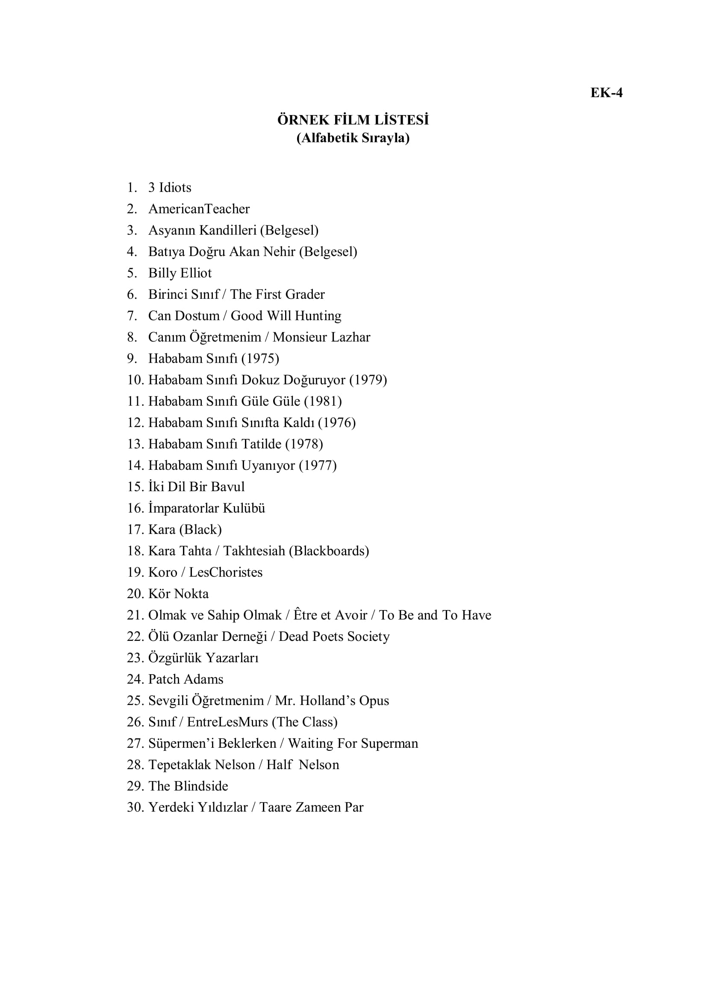 EK-4
ÖRNEK FİLM LİSTESİ
(Alfabetik Sırayla)
1. 3 Idiots
2. AmericanTeacher
3. Asyanın Kandilleri (Belgesel)
4. Batıya Doğru Akan Nehir (Belgesel)
5. Billy Elliot
6. Birinci Sınıf / The First Grader
7. Can Dostum / Good Will Hunting
8. Canım Öğretmenim / Monsieur Lazhar
9. Hababam Sınıfı (1975)
10. Hababam Sınıfı Dokuz Doğuruyor (1979)
11. Hababam Sınıfı Güle Güle (1981)
12. Hababam Sınıfı Sınıfta Kaldı (1976)
13. Hababam Sınıfı Tatilde (1978)
14. Hababam Sınıfı Uyanıyor (1977)
15. İki Dil Bir Bavul
16. İmparatorlar Kulübü
17. Kara (Black)
18. Kara Tahta / Takhtesiah (Blackboards)
19. Koro / LesChoristes
20. Kör Nokta
21. Olmak ve Sahip Olmak / Être et Avoir / To Be and To Have
22. Ölü Ozanlar Derneği / Dead Poets Society
23. Özgürlük Yazarları
24. Patch Adams
25. Sevgili Öğretmenim / Mr. Holland’s Opus
26. Sınıf / EntreLesMurs (The Class)
27. Süpermen’i Beklerken / Waiting For Superman
28. Tepetaklak Nelson / Half  Nelson
29. The Blindside
30. Yerdeki Yıldızlar / Taare Zameen Par